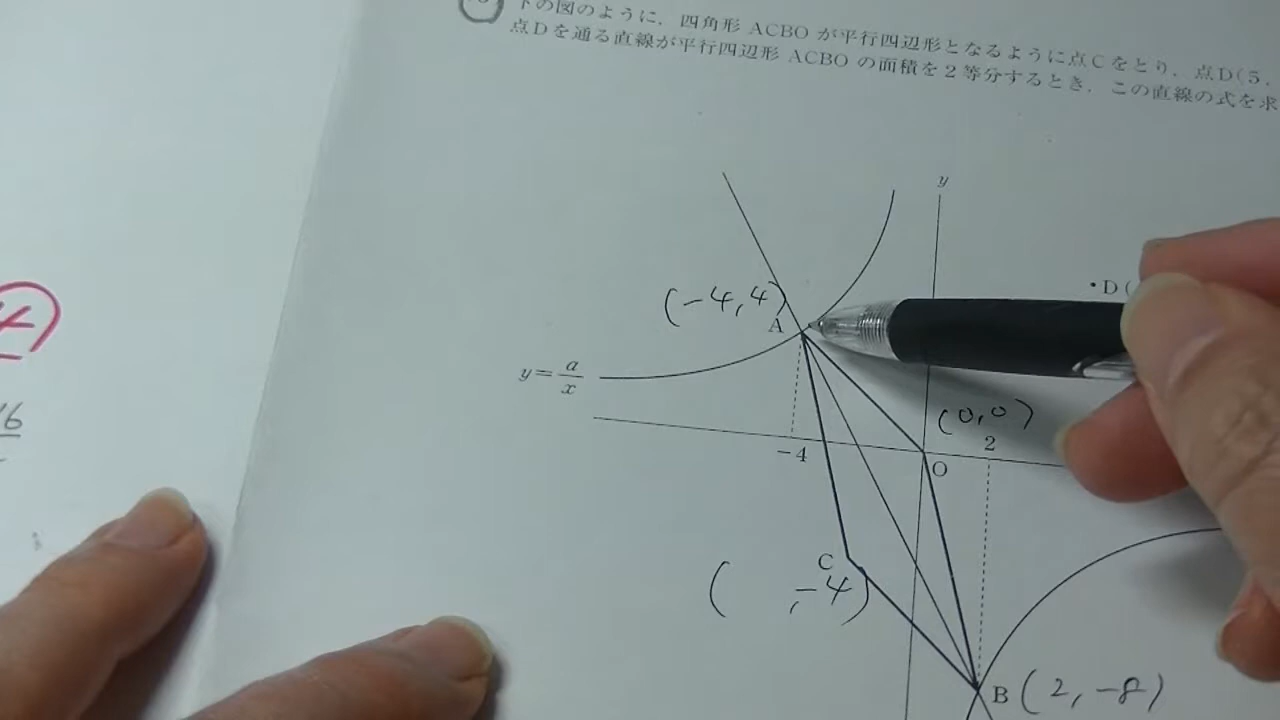 下の図のように，四角形 ACBO が平行四辺形となるように点Cをとり，点D(5，
点Dを通る直線が平行四辺形 ACBO の面積を2等分するとき，この直線の式を求
y
(-4,4)
A
・D(
y=a/x
(0,0)
-4
2
O
C
( ,-4)
B(2,-8)